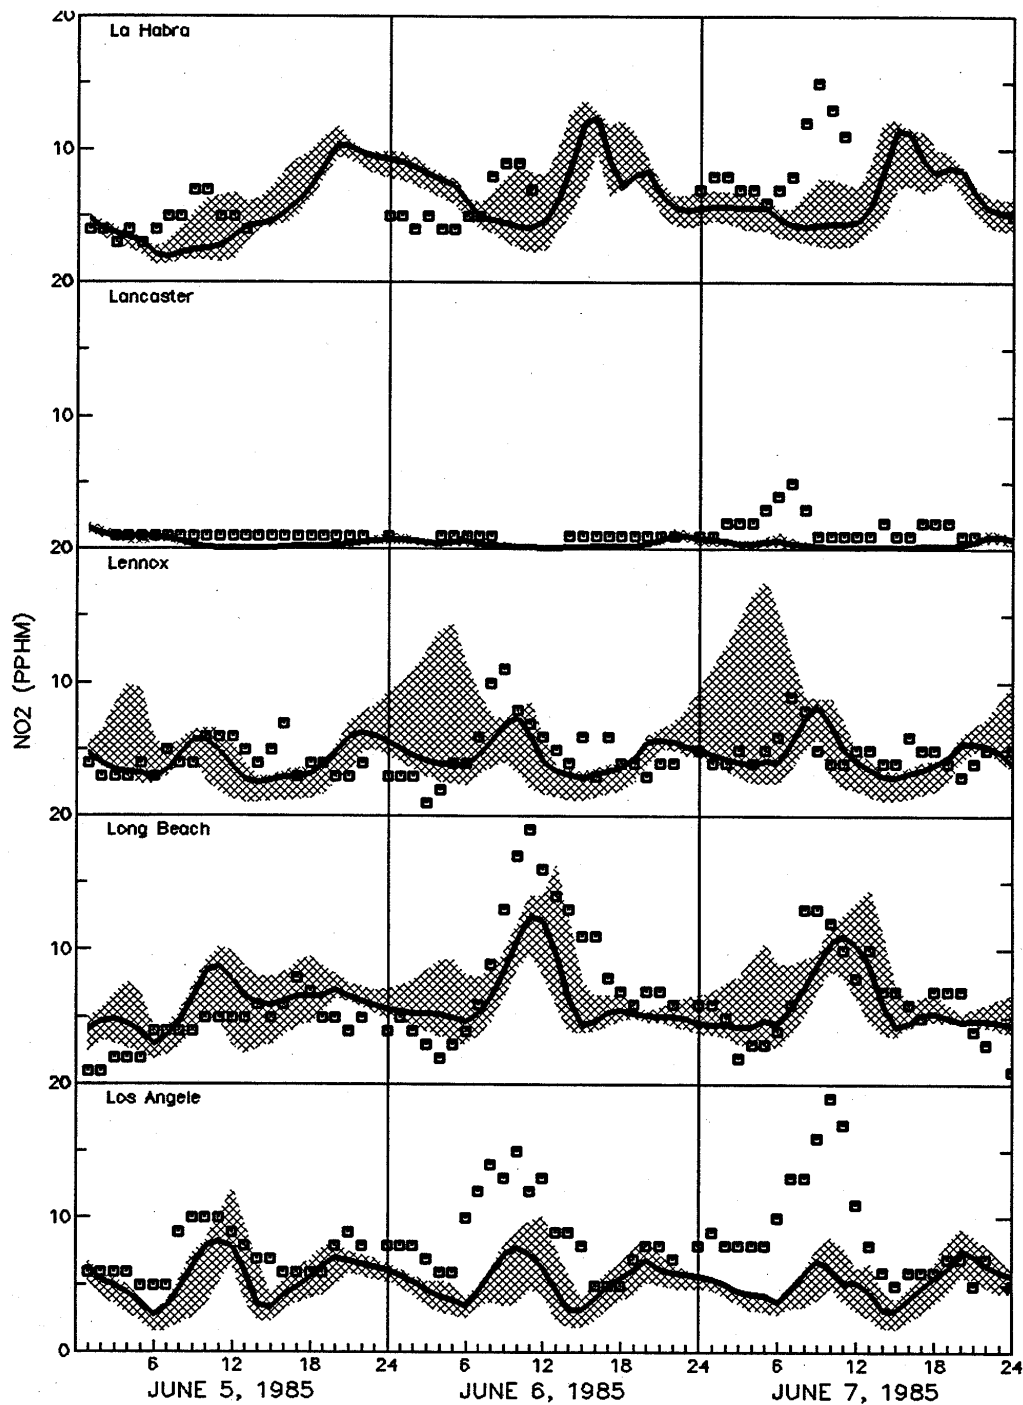 20
La Habra
10
20
Lancaster
10
20
Lennox
10
NO2 (PPHM)
20
Long Beach
10
20
Los Angele
10
0
6 12 18 24 6 12 18 24 6 12 18 24
JUNE 5, 1985 JUNE 6, 1985 JUNE 7, 1985